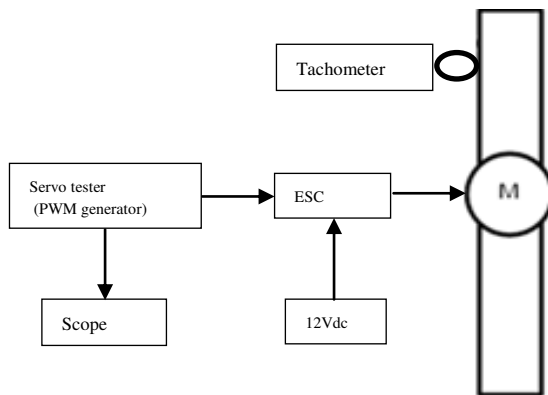 Tachometer
Servo tester
(PWM generator)
ESC
M
Scope
12Vdc